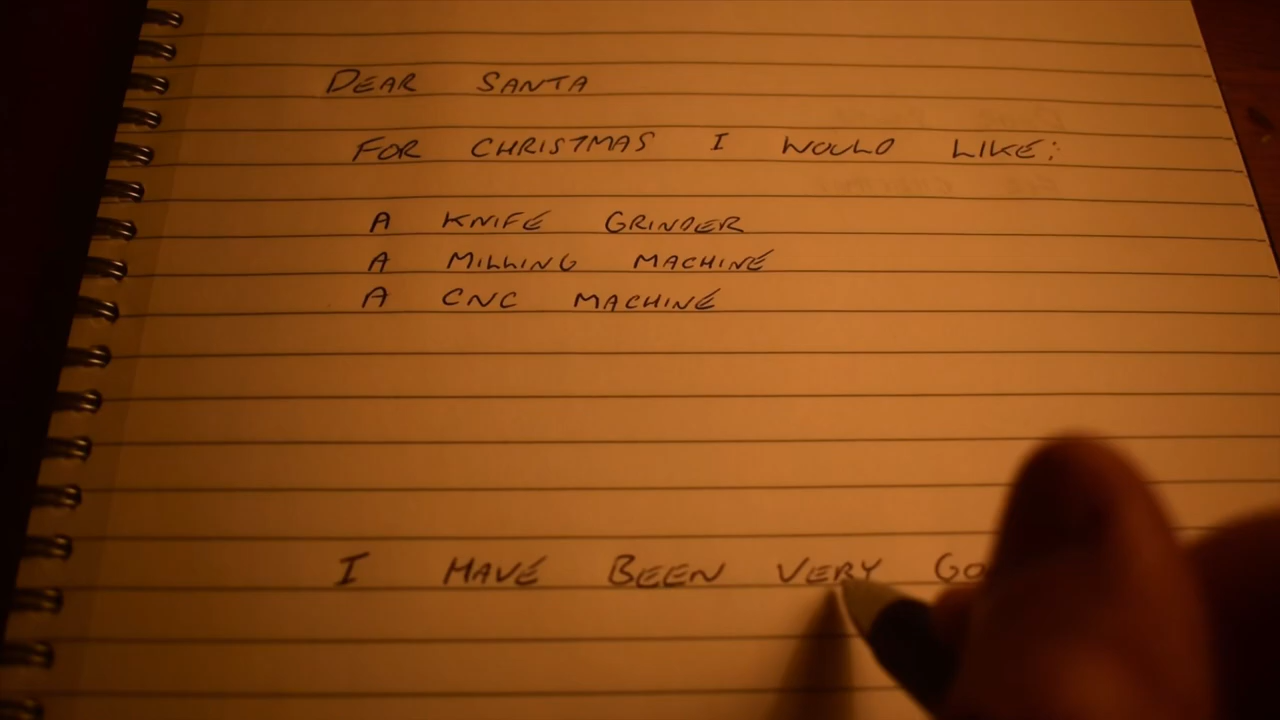 DEAR SANTA
FOR CHRISTMAS I WOULD LIKE:
A KNIFE GRINDER
A MILLING MACHINE
A CNC MACHINE
I HAVE BEEN VERY